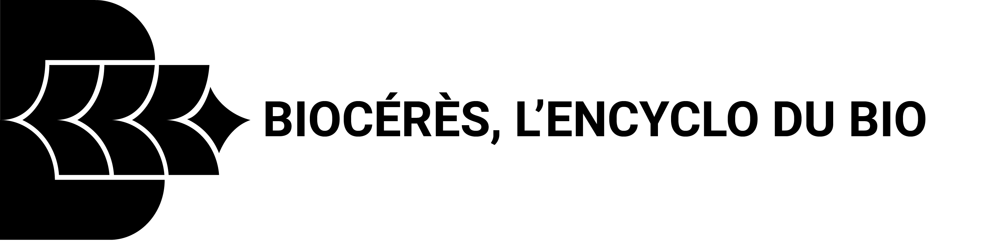 BIOCÉRÈS, L’ENCYCLO DU BIO